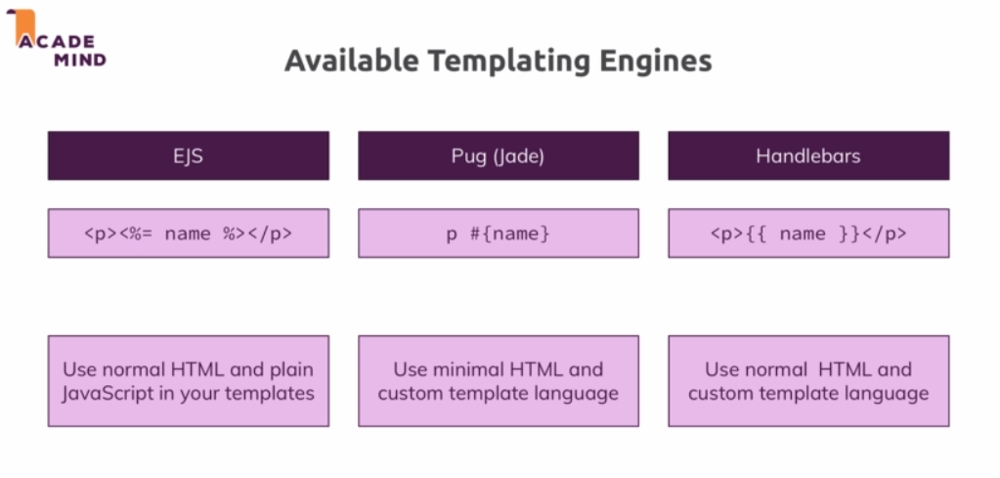 ACADE
MIND
Available Templating Engines
EJS
Pug (Jade)
Handlebars
<p><%= name %></p>
p #{name}
<p>{{ name }}</p>
Use normal HTML and plain
JavaScript in your templates
Use minimal HTML and
custom template language
Use normal HTML and
custom template language